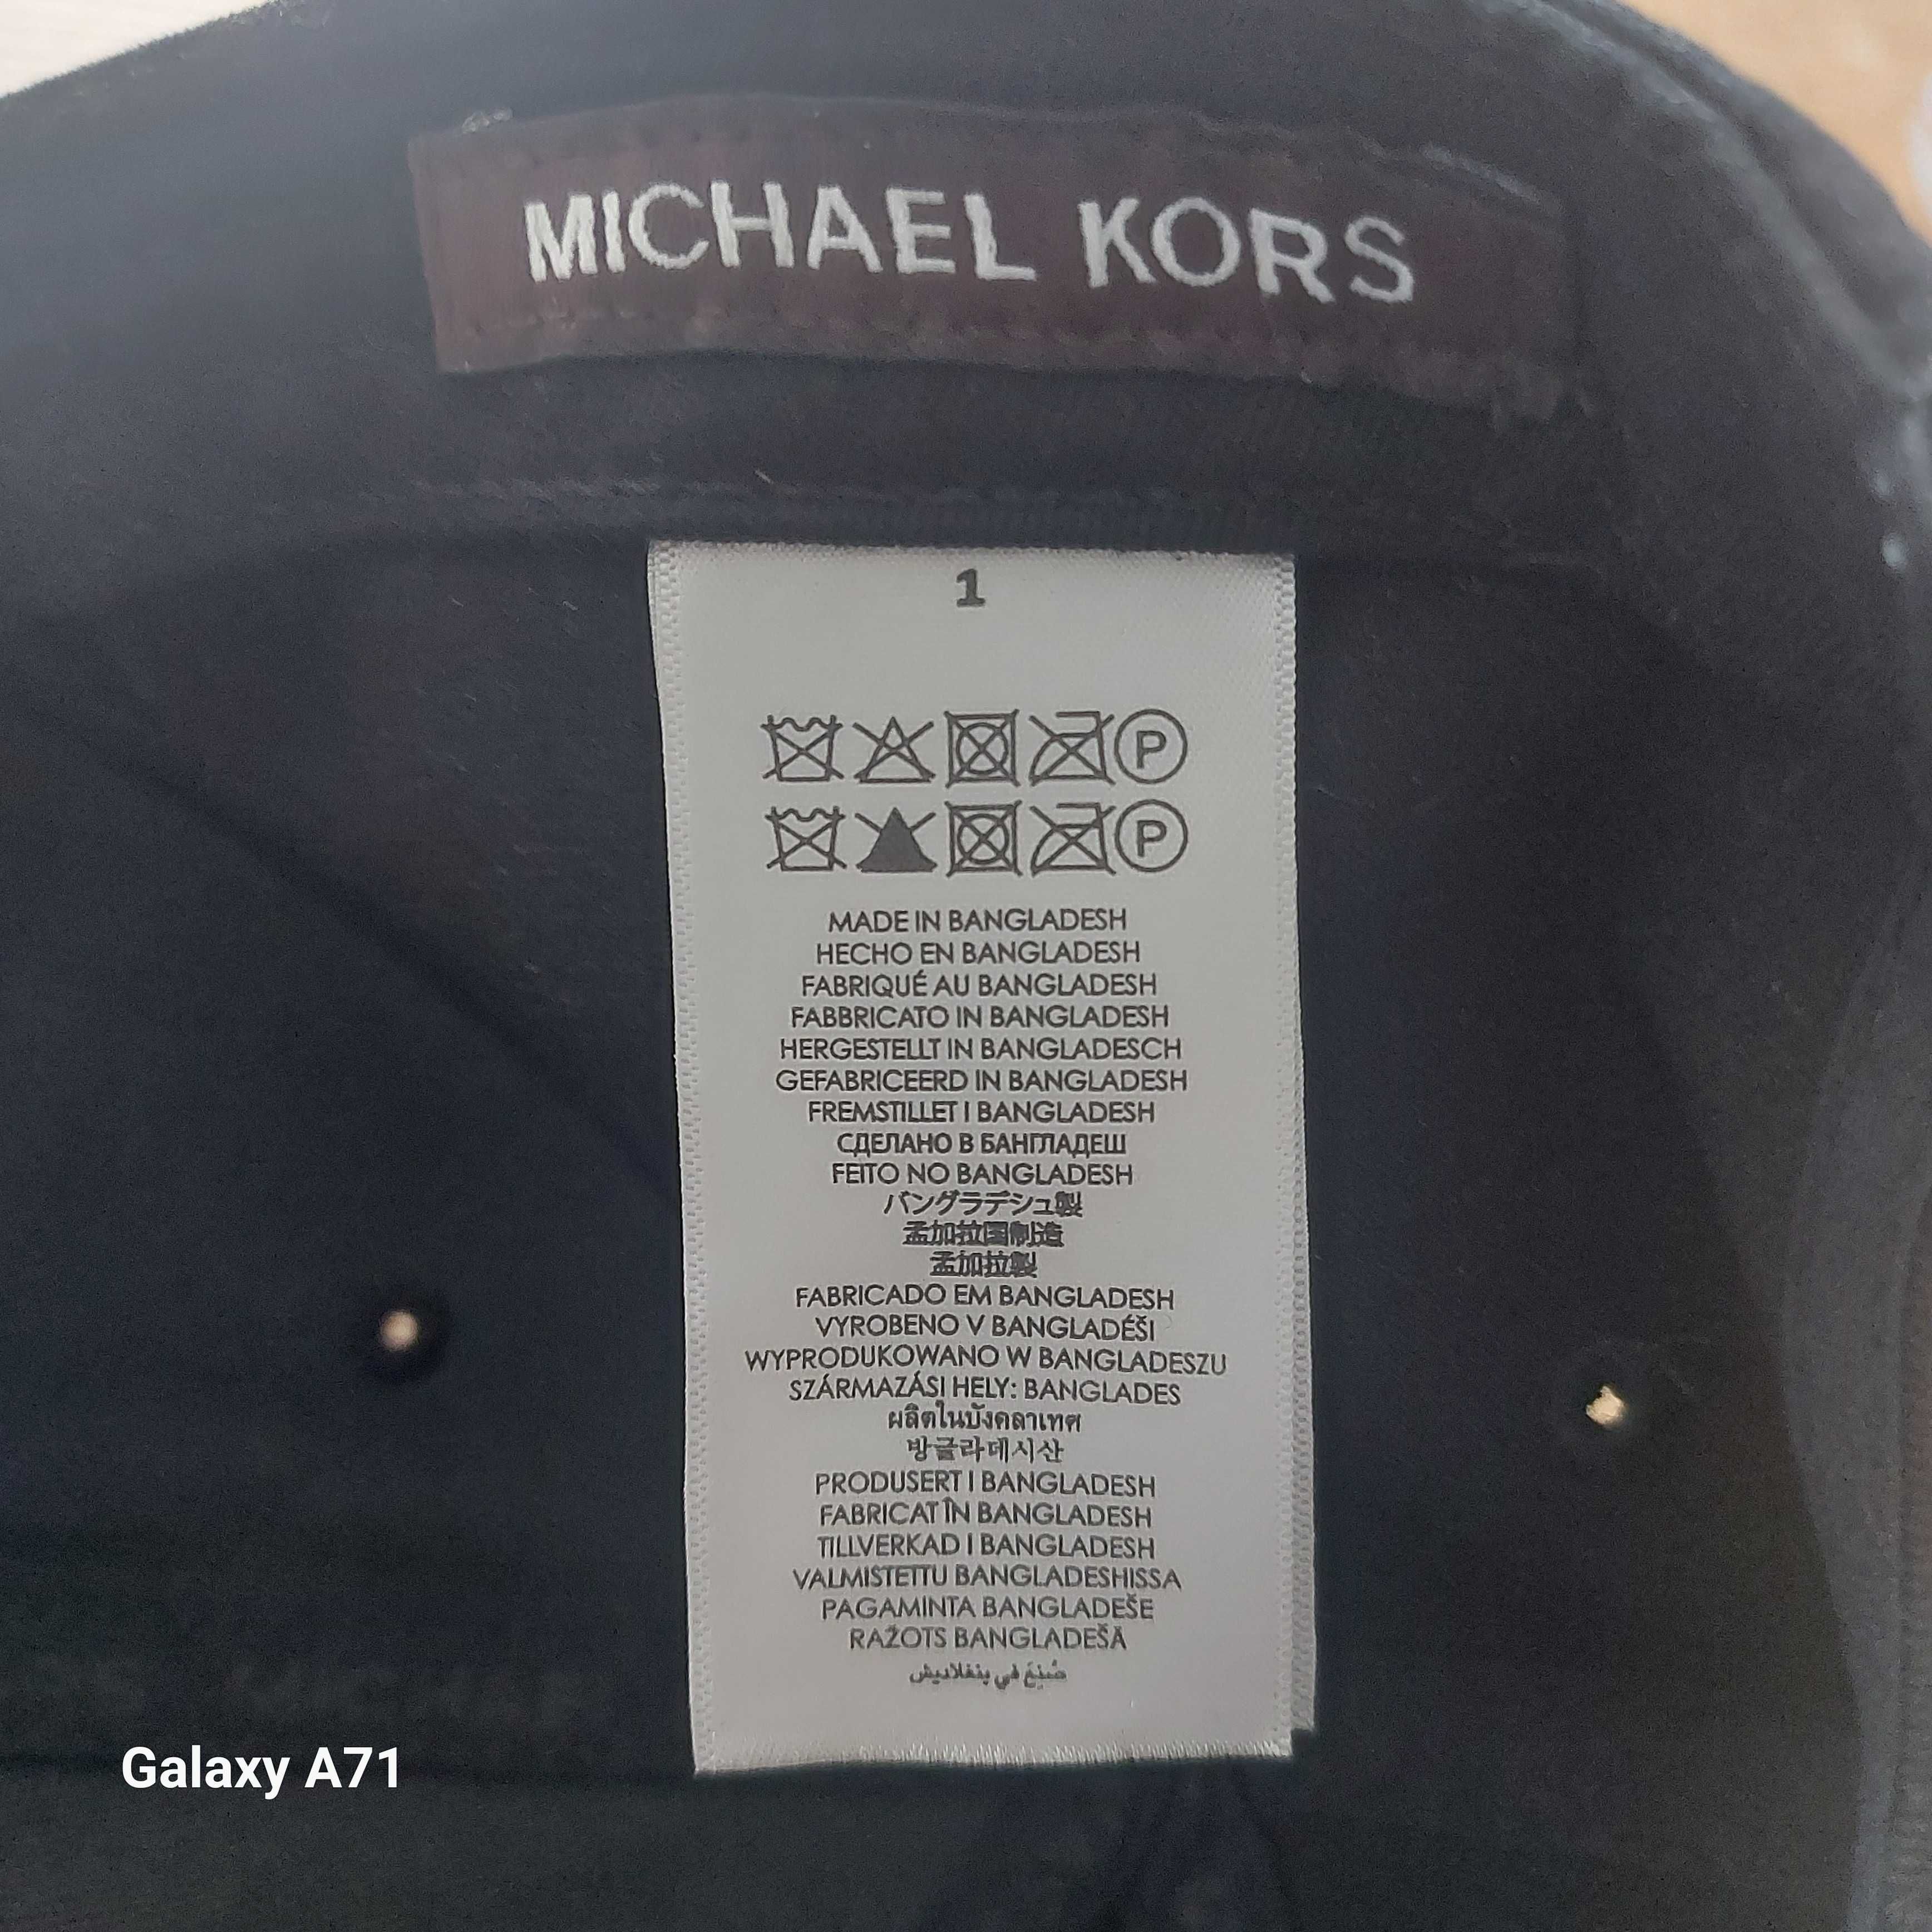 MICHAEL KORS
1
P
P
MADE IN BANGLADESH
HECHO EN BANGLADESH
FABRIQUÉ AU BANGLADESH
FABBRICATO IN BANGLADESH
HERGESTELLT IN BANGLADESCH
GEFABRICEERD IN BANGLADESH
FREMSTILLET I BANGLADESH
СДЕЛАНО В БАНГЛАДЕШ
FEITO NO BANGLADESH
バングラデシュ製
孟加拉国制造
孟加拉製
FABRICADO EM BANGLADESH
VYROBENO V BANGLADÉŠI
WYPRODUKOWANO W BANGLADESZU
SZÁRMAZÁSI HELY: BANGLADES
ผลิตในบังคลาเทศ
방글라데시산
PRODUSERT I BANGLADESH
FABRICAT ÎN BANGLADESH
TILLVERKAD I BANGLADESH
VALMISTETTU BANGLADESHISSA
PAGAMINTA BANGLADEŠE
RAŽOTS BANGLADEŠĀ
صُنِعَ في بنغلاديش
Galaxy A71